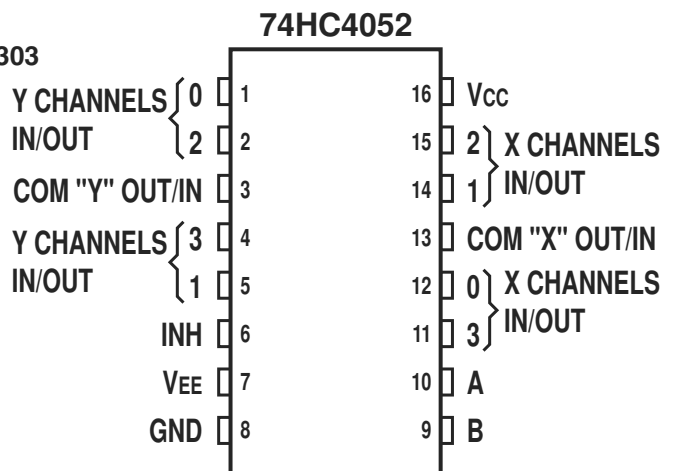 74HC4052
303
Y CHANNELS IN/OUT
0 1
2 2
COM "Y" OUT/IN 3
Y CHANNELS IN/OUT
3 4
1 5
INH 6
VEE 7
GND 8
16 VCC
15 2
14 1
X CHANNELS IN/OUT
13 COM "X" OUT/IN
12 0
11 3
X CHANNELS IN/OUT
10 A
9 B